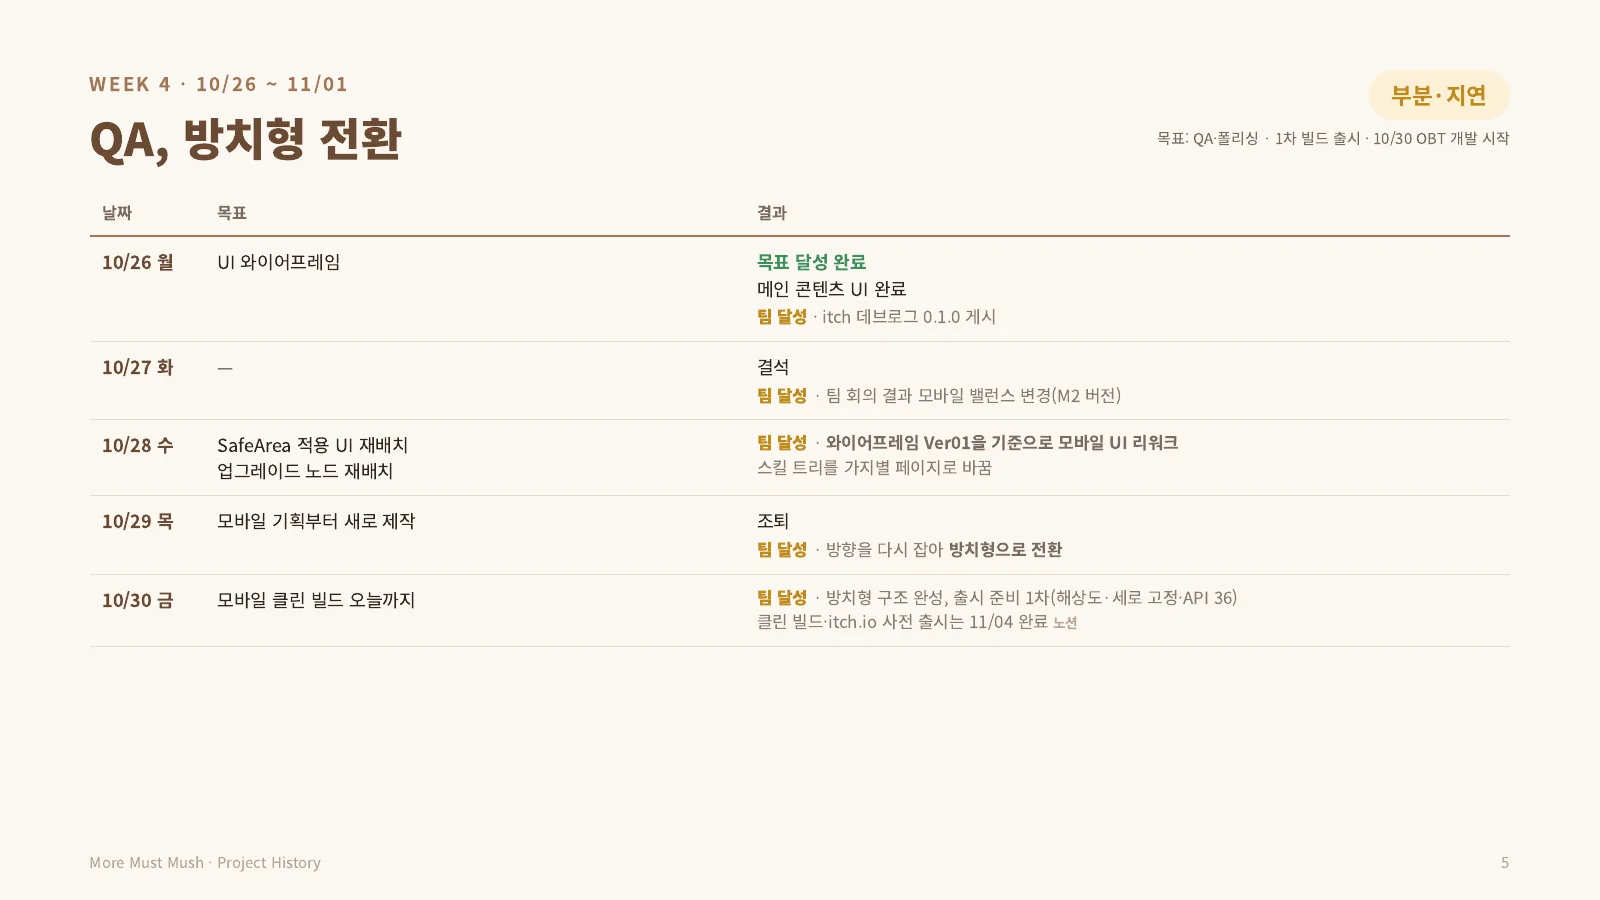 WEEK 4 · 10/26 ~ 11/01
QA, 방치형 전환
부분·지연
목표: QA·폴리싱 · 1차 빌드 출시 · 10/30 OBT 개발 시작
날짜 목표 결과
10/26 월 UI 와이어프레임 목표 달성 완료
메인 콘텐츠 UI 완료
팀 달성 · itch 데브로그 0.1.0 게시
10/27 화 — 결석
팀 달성 · 팀 회의 결과 모바일 밸런스 변경(M2 버전)
10/28 수 SafeArea 적용 UI 재배치 팀 달성 · 와이어프레임 Ver01을 기준으로 모바일 UI 리워크
업그레이드 노드 재배치 스킬 트리를 가지별 페이지로 바꿈
10/29 목 모바일 기획부터 새로 제작 조퇴
팀 달성 · 방향을 다시 잡아 방치형으로 전환
10/30 금 모바일 클린 빌드 오늘까지 팀 달성 · 방치형 구조 완성, 출시 준비 1차(해상도·세로 고정·API 36)
클린 빌드·itch.io 사전 출시는 11/04 완료 노션
More Must Mush · Project History 5